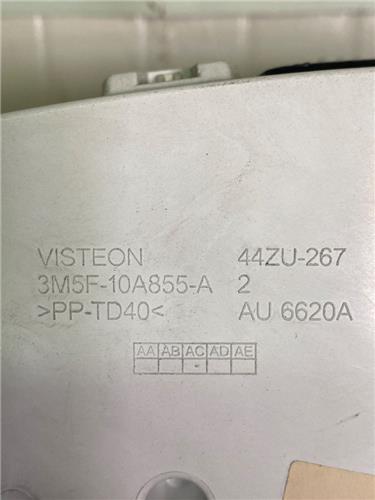 VISTEON 44ZU-267
3M5F-10A855-A 2
>PP-TD40< AU 6620A
AA AB AC AD AE
-